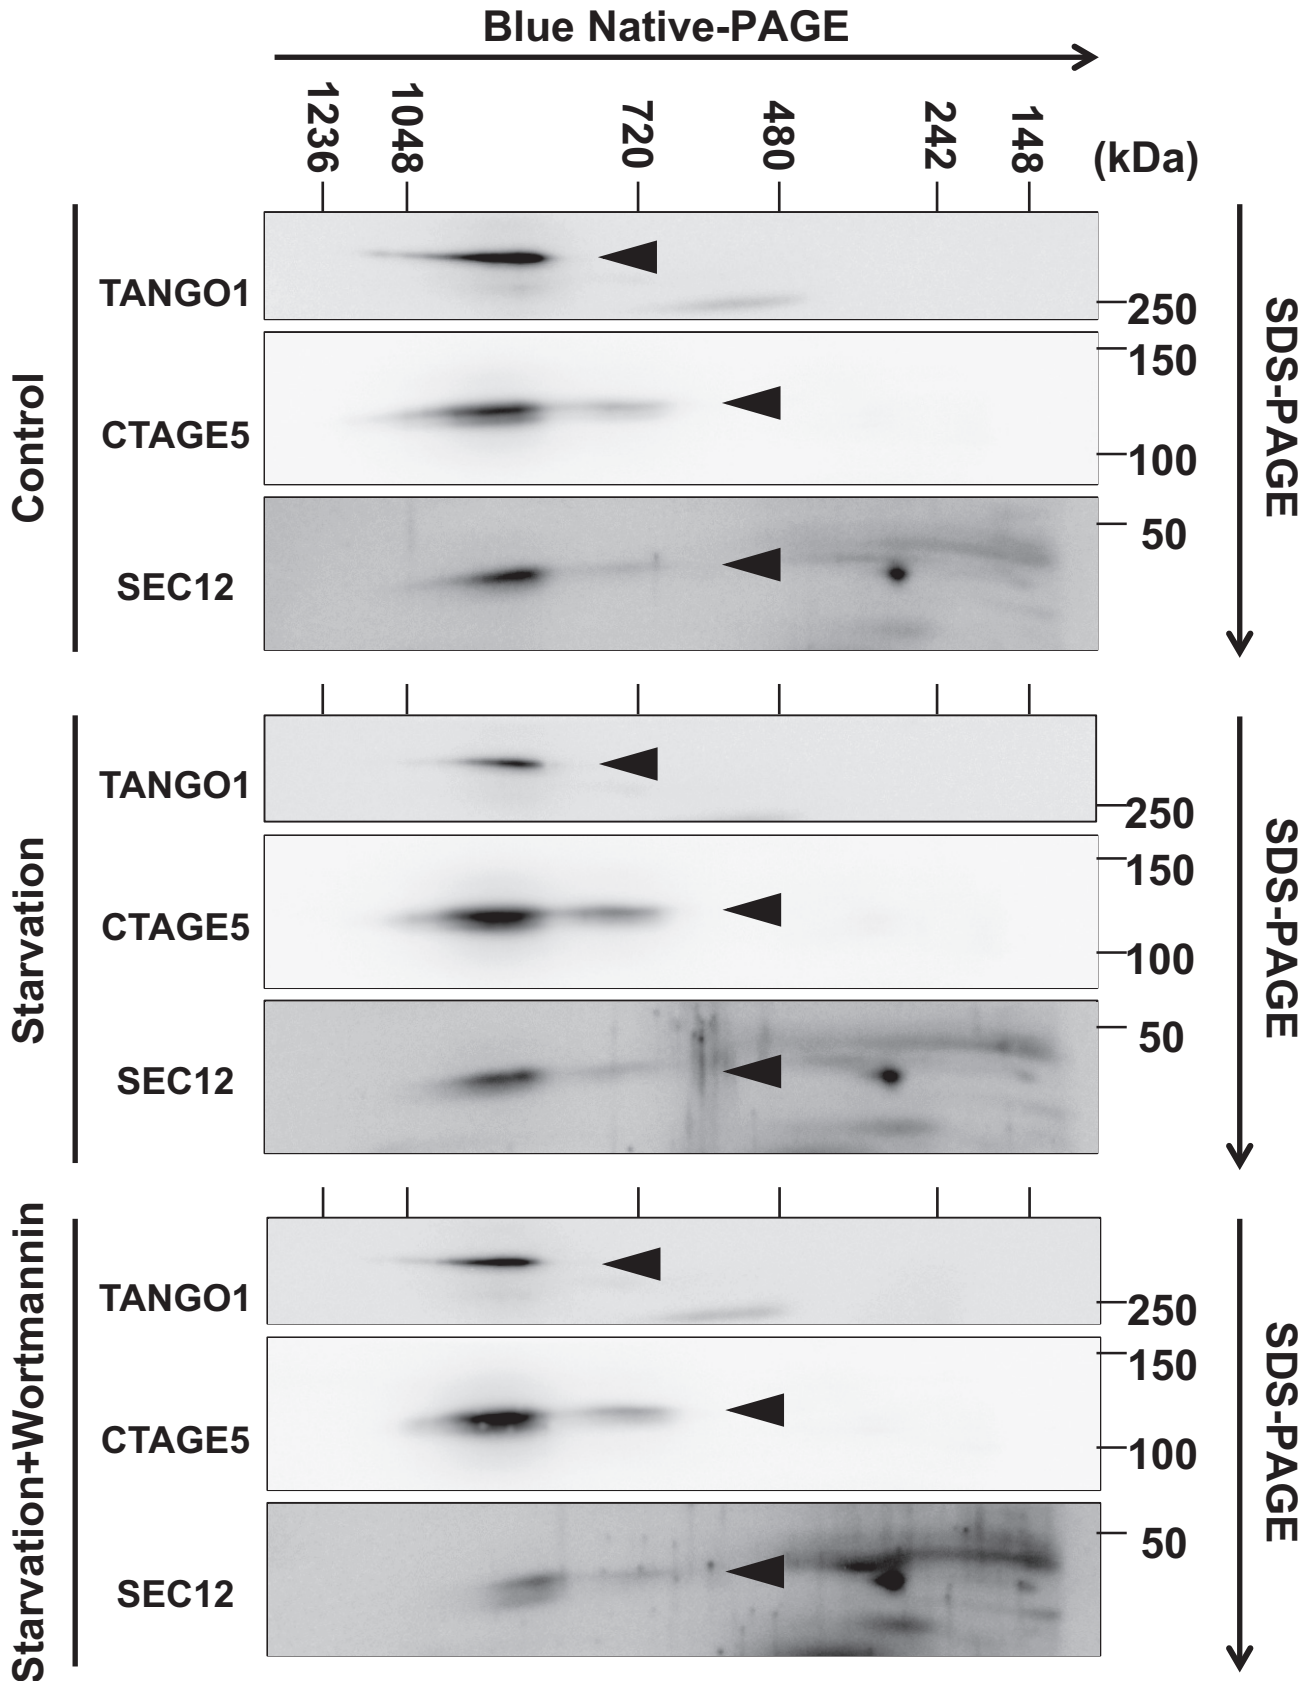 Blue Native-PAGE
1236
1048
720
480
242
148
(kDa)
Control
TANGO1
250
CTAGE5
150
100
SEC12
50
SDS-PAGE
Starvation
TANGO1
250
CTAGE5
150
100
SEC12
50
SDS-PAGE
Starvation+Wortmannin
TANGO1
250
CTAGE5
150
100
SEC12
50
SDS-PAGE